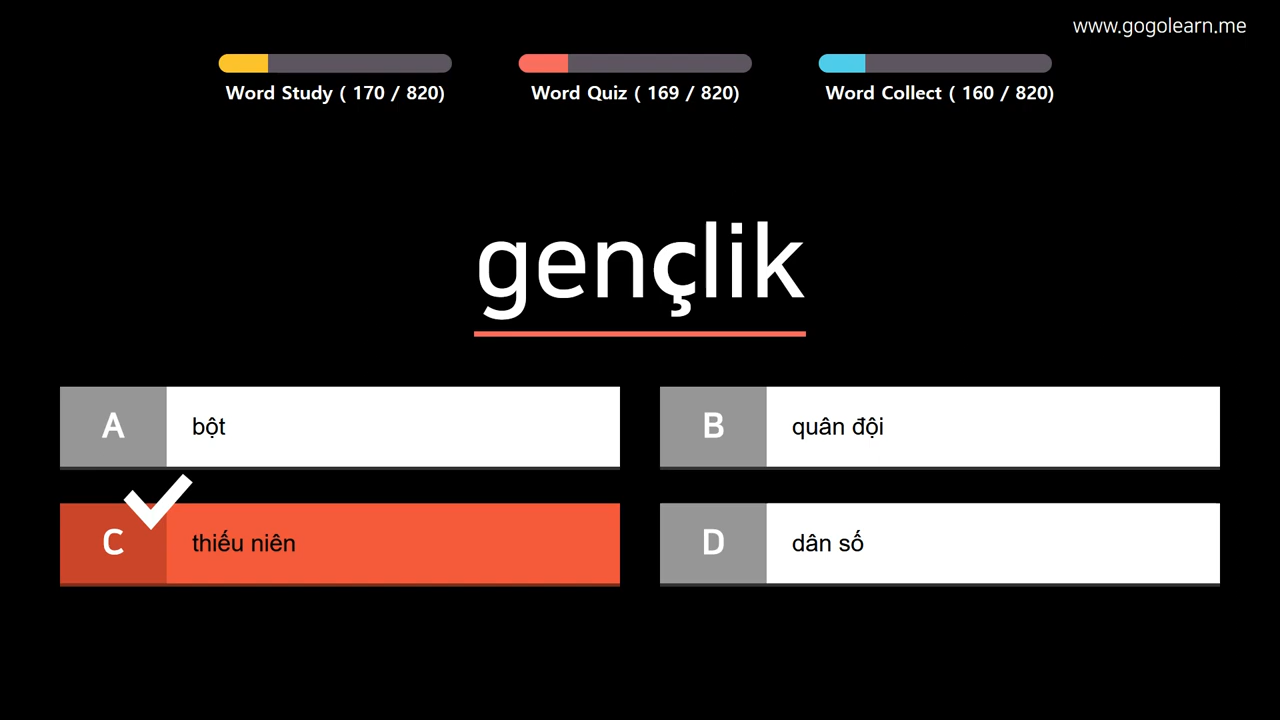 www.gogolearn.me
Word Study ( 170 / 820)
Word Quiz ( 169 / 820)
Word Collect ( 160 / 820)
gençlik
A bột
B quân đội
C thiếu niên
D dân số